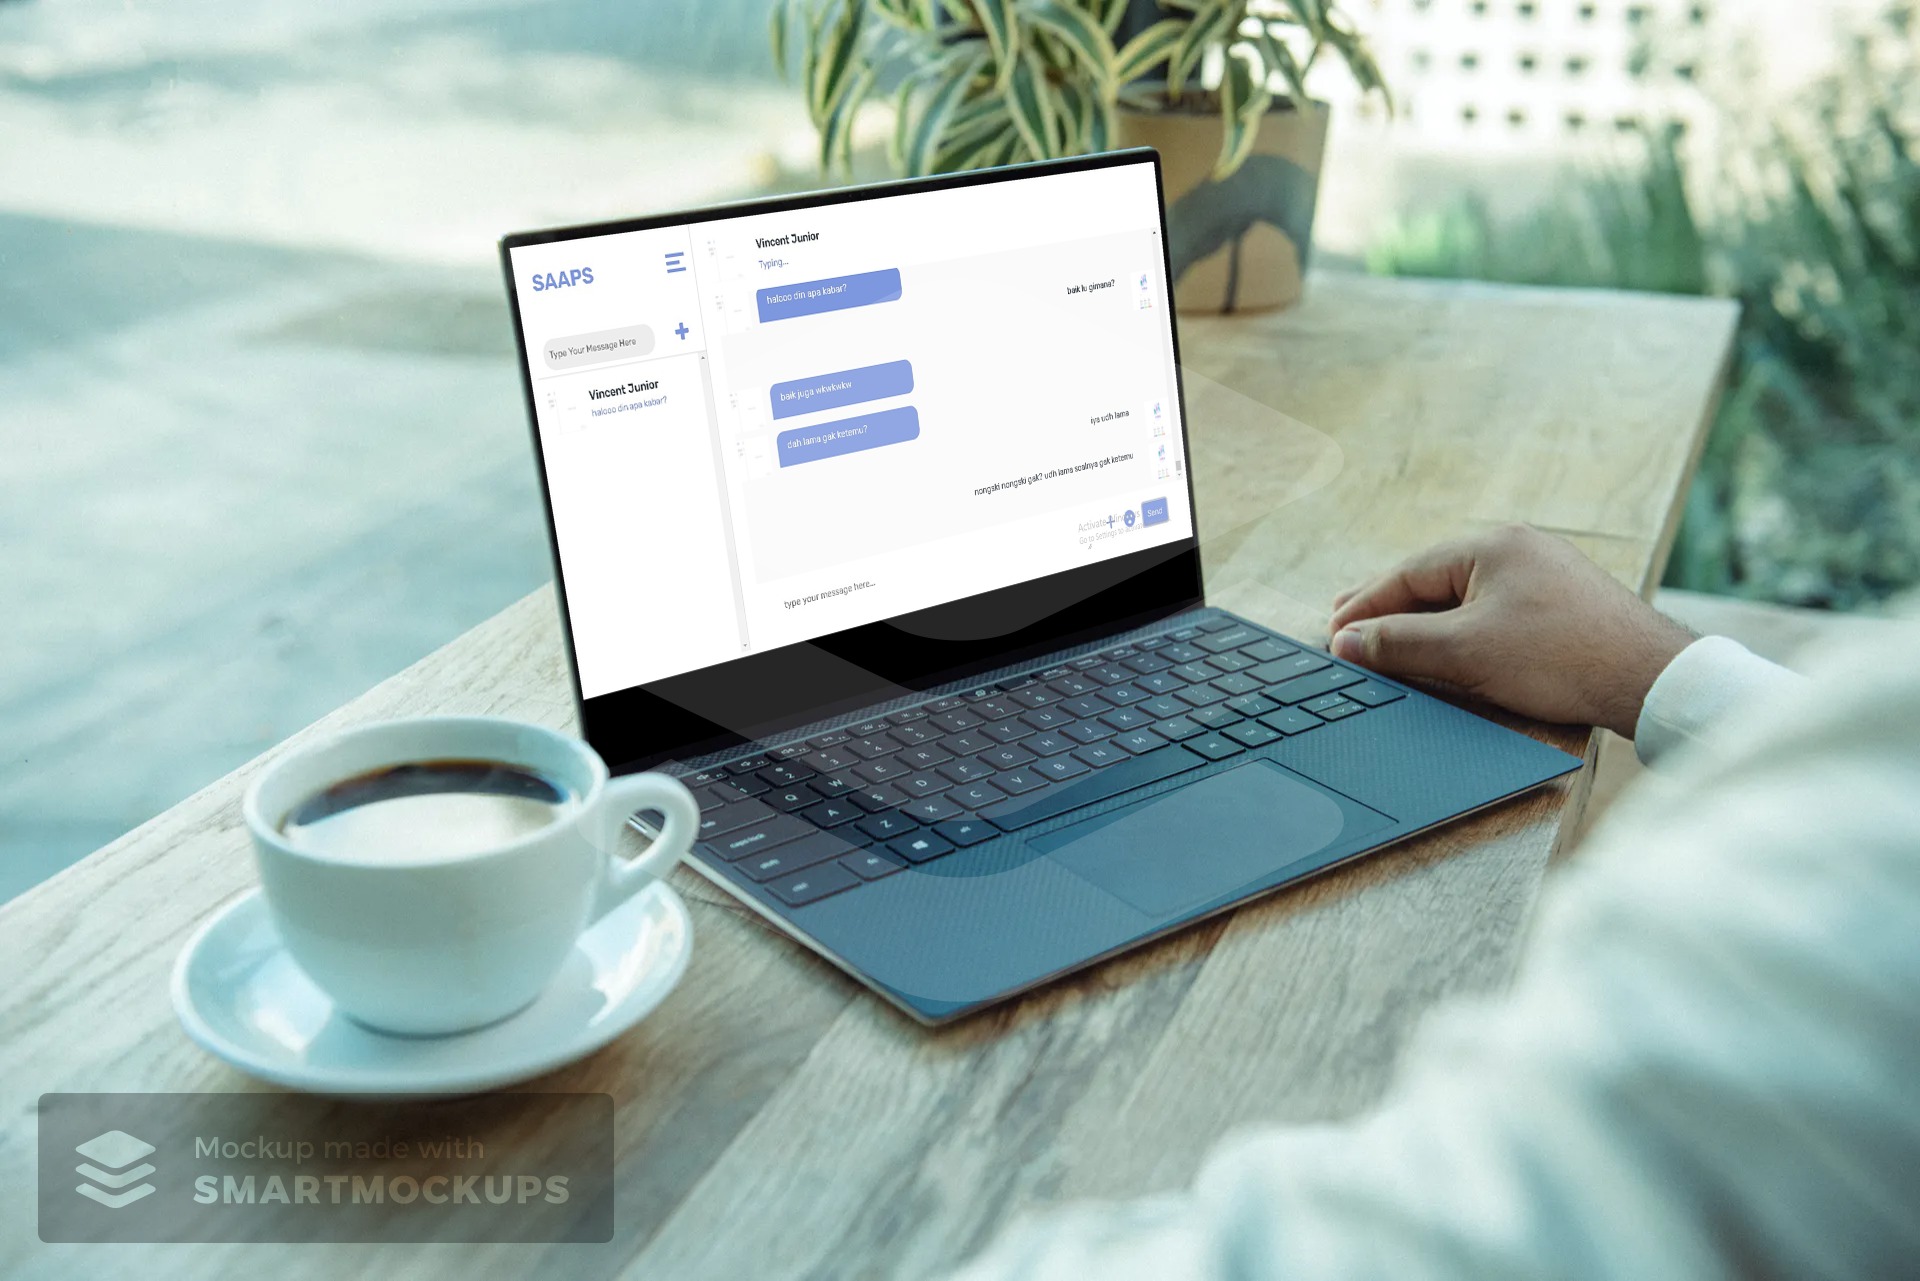 SAAPS
Type Your Message Here
Vincent Junior
halooo din apa kabar?
Vincent Junior
Typing...
halooo din apa kabar?
baik lu gimana?
baik juga wkwkwkw
dah lama gak ketemu?
iya udh lama
nongski nongski gak? udh lama soalnya gak ketemu
Activate Windows
Go to Settings to
Send
type your message here...
Mockup made with
SMARTMOCKUPS